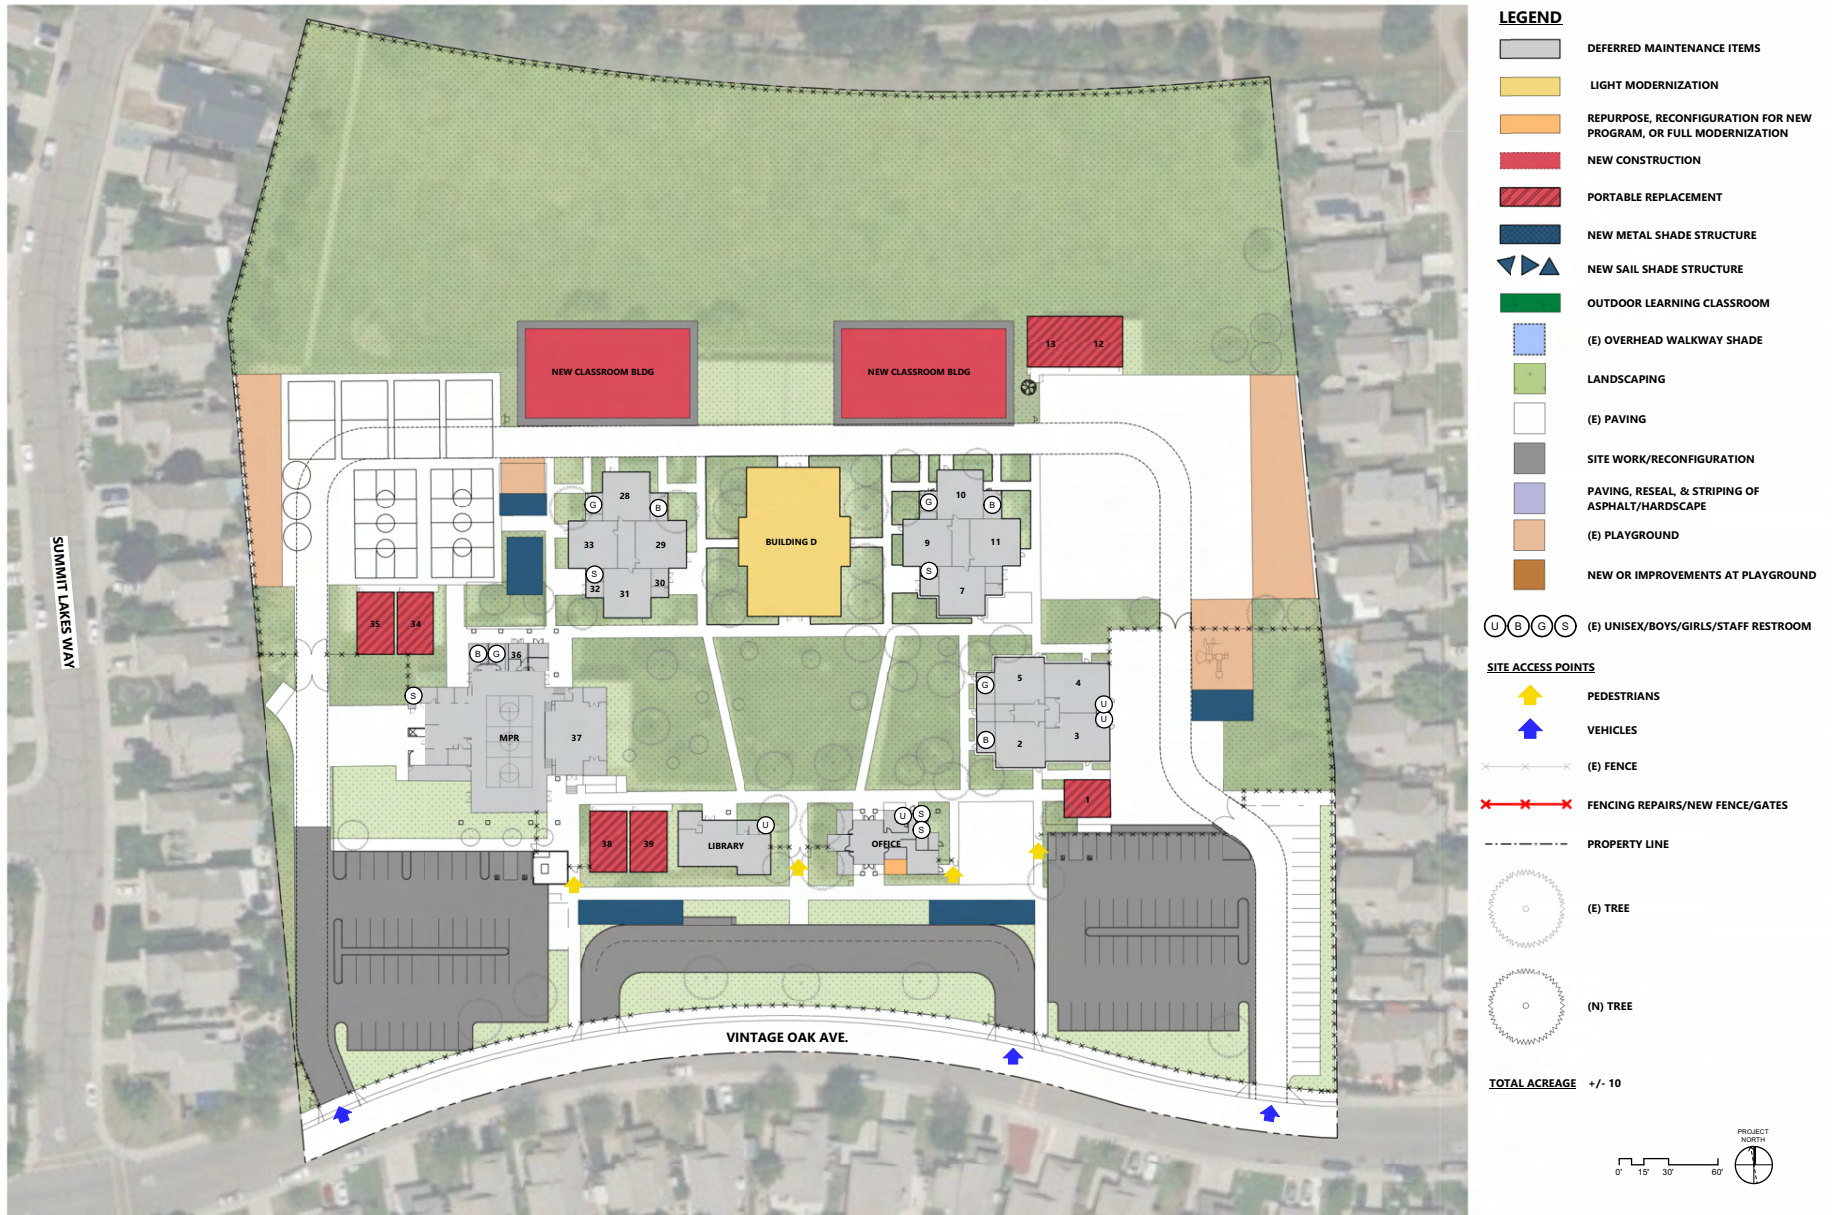 LEGEND
DEFERRED MAINTENANCE ITEMS
LIGHT MODERNIZATION
REPURPOSE, RECONFIGURATION FOR NEW
PROGRAM, OR FULL MODERNIZATION
NEW CONSTRUCTION
PORTABLE REPLACEMENT
NEW METAL SHADE STRUCTURE
NEW SAIL SHADE STRUCTURE
OUTDOOR LEARNING CLASSROOM
(E) OVERHEAD WALKWAY SHADE
LANDSCAPING
(E) PAVING
SITE WORK/RECONFIGURATION
PAVING, RESEAL, & STRIPING OF
ASPHALT/HARDSCAPE
(E) PLAYGROUND
NEW OR IMPROVEMENTS AT PLAYGROUND
U B G S (E) UNISEX/BOYS/GIRLS/STAFF RESTROOM
SITE ACCESS POINTS
PEDESTRIANS
VEHICLES
(E) FENCE
FENCING REPAIRS/NEW FENCE/GATES
PROPERTY LINE
(E) TREE
(N) TREE
TOTAL ACREAGE +/- 10
PROJECT
NORTH
0' 15' 30' 60'
13 12
NEW CLASSROOM BLDG
NEW CLASSROOM BLDG
28
G
B
33
29
S
32
30
31
BUILDING D
10
G
B
9
11
S
7
SUMMIT LAKES WAY
35 34
B G 36
S
MPR
37
5
G
4
U
U
B
2
3
1
38 39
LIBRARY
U
OFFICE
U
S
S
VINTAGE OAK AVE.